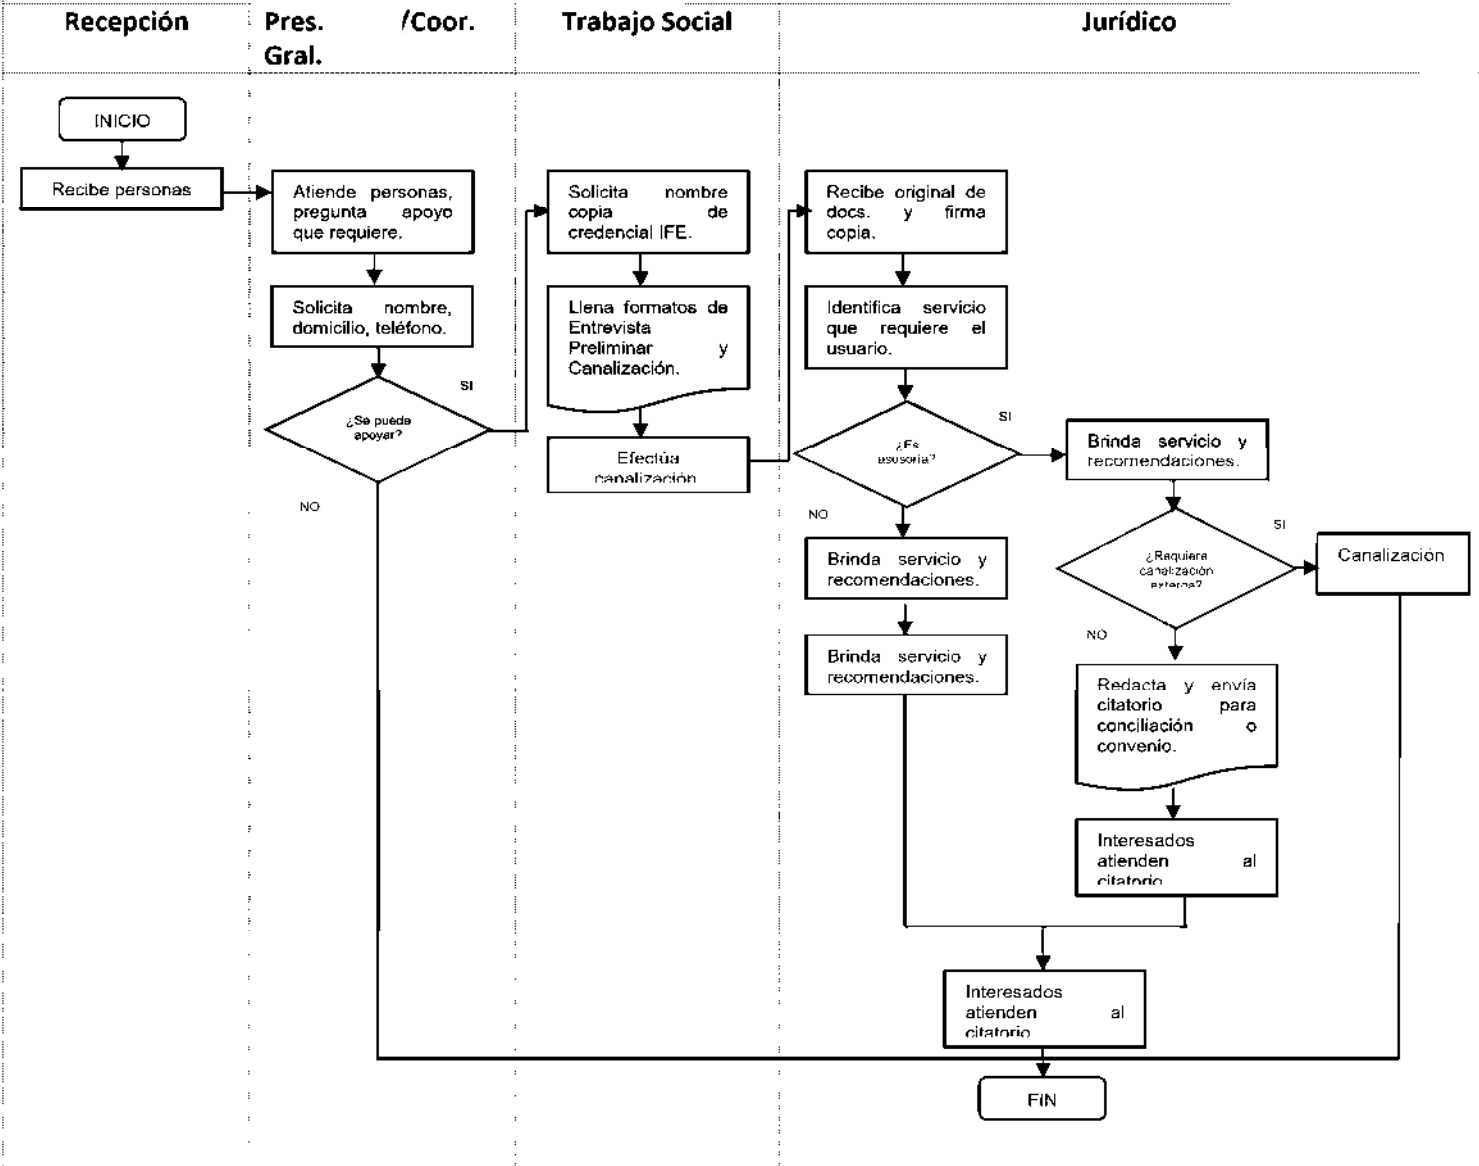 Recepción
Pres. /Coor.
Gral.
Trabajo Social
Jurídico
INICIO
Recibe personas
Atiende personas,
pregunta apoyo
que requiere.
Solicita nombre,
domicilio, teléfono.
¿Se puede
apoyar?
SI
NO
Solicita nombre
copia de
credencial IFE.
Llena formatos de
Entrevista
Preliminar y
Canalización.
Efectúa
canalización
Recibe original de
docs. y firma
copia.
Identifica servicio
que requiere el
usuario.
¿Es
asusoria?
SI
NO
Brinda servicio y
recomendaciones.
Brinda servicio y
recomendaciones.
Brinda servicio y
recomendaciones.
¿Requiere
canalización
externa?
SI
NO
Canalización
Redacta y envía
citatorio para
conciliación o
convenio.
Interesados
atienden al
citatorio
Interesados
atienden al
citatorio
FIN